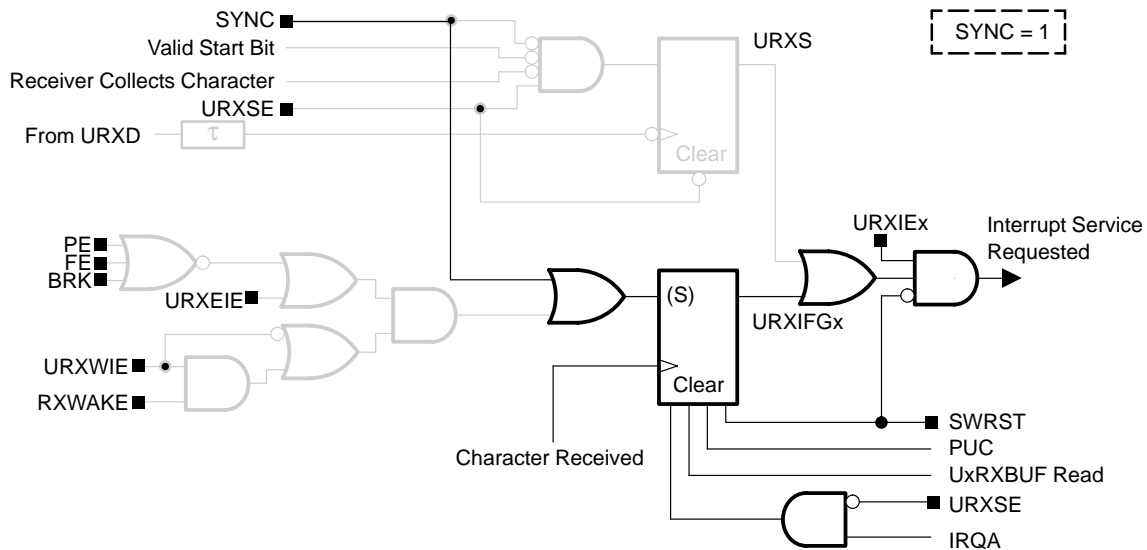 SYNC
SYNC = 1
Valid Start Bit
URXS
Receiver Collects Character
URXSE
From URXD
τ
Clear
URXIEx
Interrupt Service
Requested
PE
FE
BRK
URXEIE
(S)
URXIFGx
URXWIE
Clear
RXWAKE
SWRST
Character Received
PUC
UxRXBUF Read
URXSE
IRQA